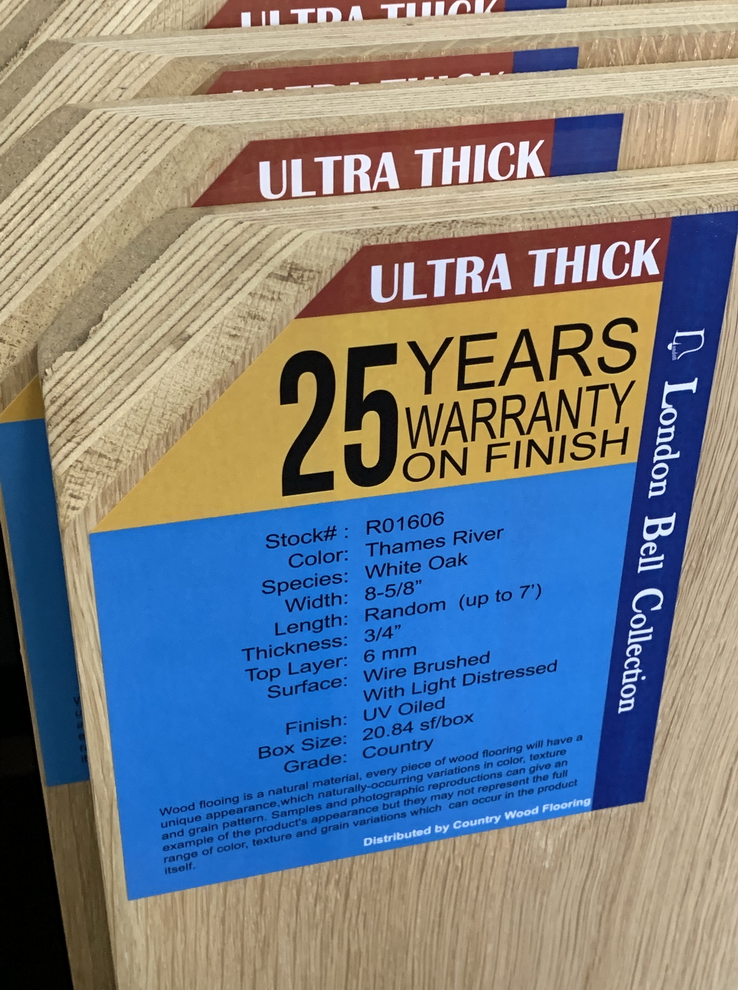 ULTRA THICK
ULTRA THICK
ULTRA THICK
ULTRA THICK
25 YEARS
WARRANTY
ON FINISH
London Bell Collection
Stock# : R01606
Color: Thames River
Species: White Oak
Width: 8-5/8”
Length: Random (up to 7’)
Thickness: 3/4”
Top Layer: 6 mm
Surface: Wire Brushed
With Light Distressed
Finish: UV Oiled
Box Size: 20.84 sf/box
Grade: Country
Wood flooing is a natural material, every piece of wood flooring will have a
unique appearance,which naturally-occurring variations in color, texture
and grain pattern. Samples and photographic reproductions can give an
example of the product's appearance but they may not represent the full
range of color, texture and grain variations which can occur in the product
itself.
Distributed by Country Wood Flooring